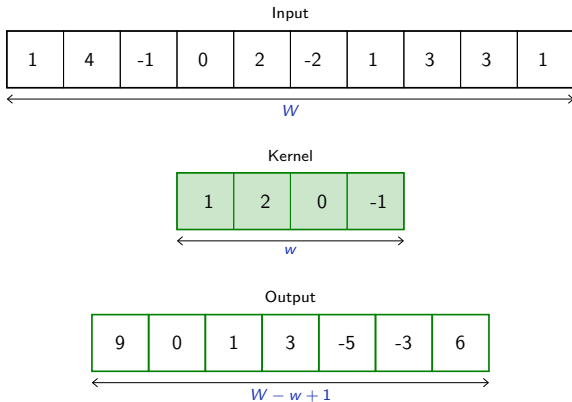 Input
1 4 -1 0 2 -2 1 3 3 1
W
Kernel
1 2 0 -1
w
Output
9 0 1 3 -5 -3 6
W − w + 1